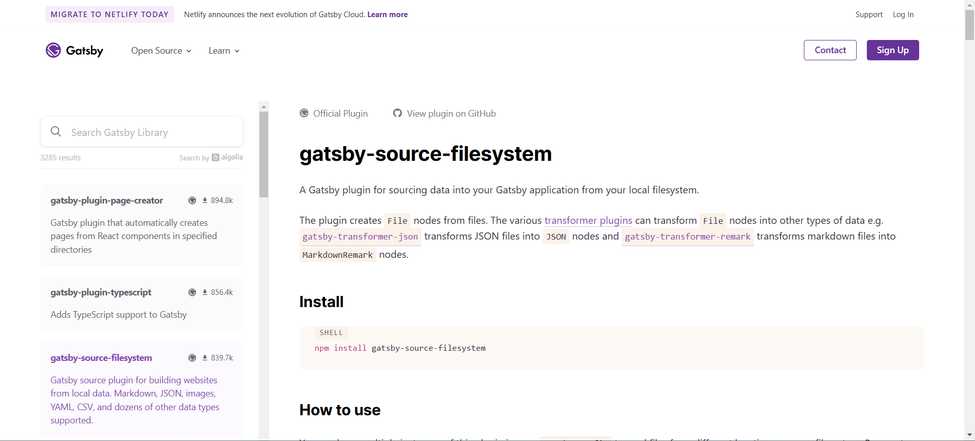 MIGRATE TO NETLIFY TODAY Netlify announces the next evolution of Gatsby Cloud. Learn more Support Log In
Gatsby Open Source Learn Contact Sign Up
Search Gatsby Library
3285 results Search by algolia
gatsby-plugin-page-creator 894.8k
Gatsby plugin that automatically creates
pages from React components in specified
directories
gatsby-plugin-typescript 856.4k
Adds TypeScript support to Gatsby
gatsby-source-filesystem 839.7k
Gatsby source plugin for building websites
from local data. Markdown, JSON, images,
YAML, CSV, and dozens of other data types
supported.
Official Plugin View plugin on GitHub
gatsby-source-filesystem
A Gatsby plugin for sourcing data into your Gatsby application from your local filesystem.
The plugin creates File nodes from files. The various transformer plugins can transform File nodes into other types of data e.g.
gatsby-transformer-json transforms JSON files into JSON nodes and gatsby-transformer-remark transforms markdown files into
MarkdownRemark nodes.
Install
SHELL
npm install gatsby-source-filesystem
How to use